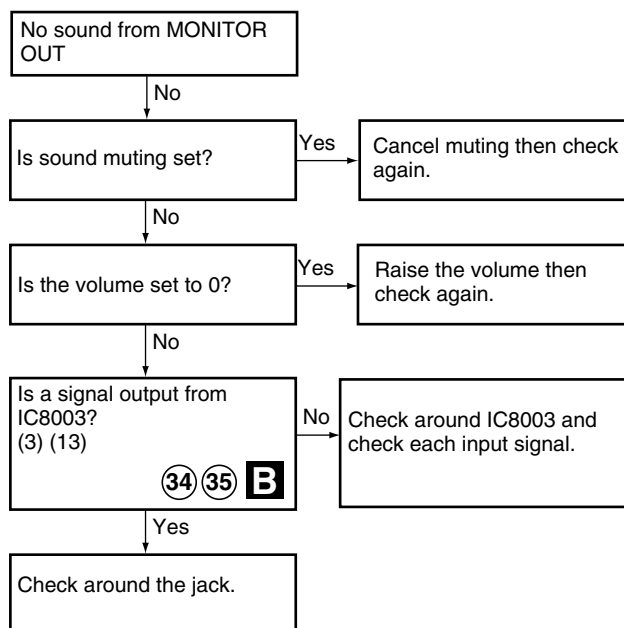 No sound from MONITOR
OUT
No
Is sound muting set?
Yes
Cancel muting then check
again.
No
Is the volume set to 0?
Yes
Raise the volume then
check again.
No
Is a signal output from
IC8003?
(3) (13)
34 35 B
No
Check around IC8003 and
check each input signal.
Yes
Check around the jack.